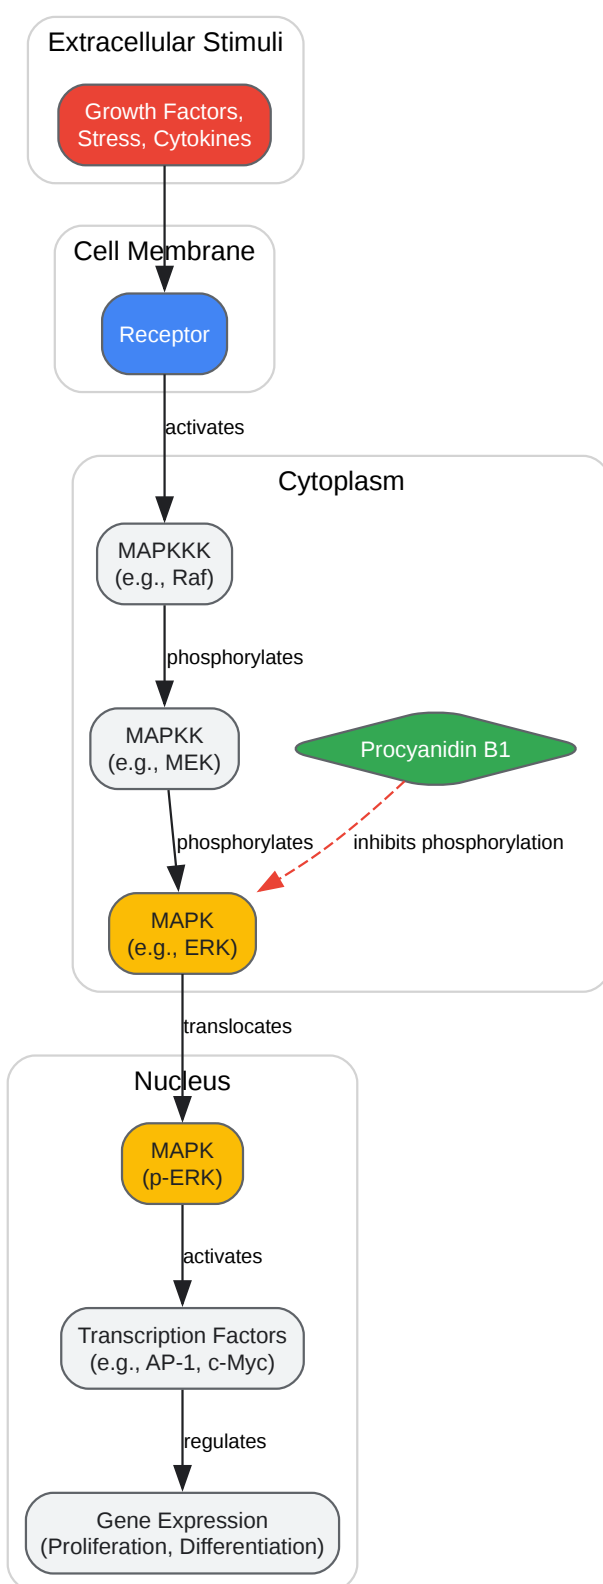 Extracellular Stimuli
Growth Factors,
Stress, Cytokines
Cell Membrane
Receptor
activates
Cytoplasm
MAPKKK
(e.g., Raf)
phosphorylates
MAPKK
(e.g., MEK)
Procyanidin B1
phosphorylates
inhibits phosphorylation
MAPK
(e.g., ERK)
translocates
Nucleus
MAPK
(p-ERK)
activates
Transcription Factors
(e.g., AP-1, c-Myc)
regulates
Gene Expression
(Proliferation, Differentiation)